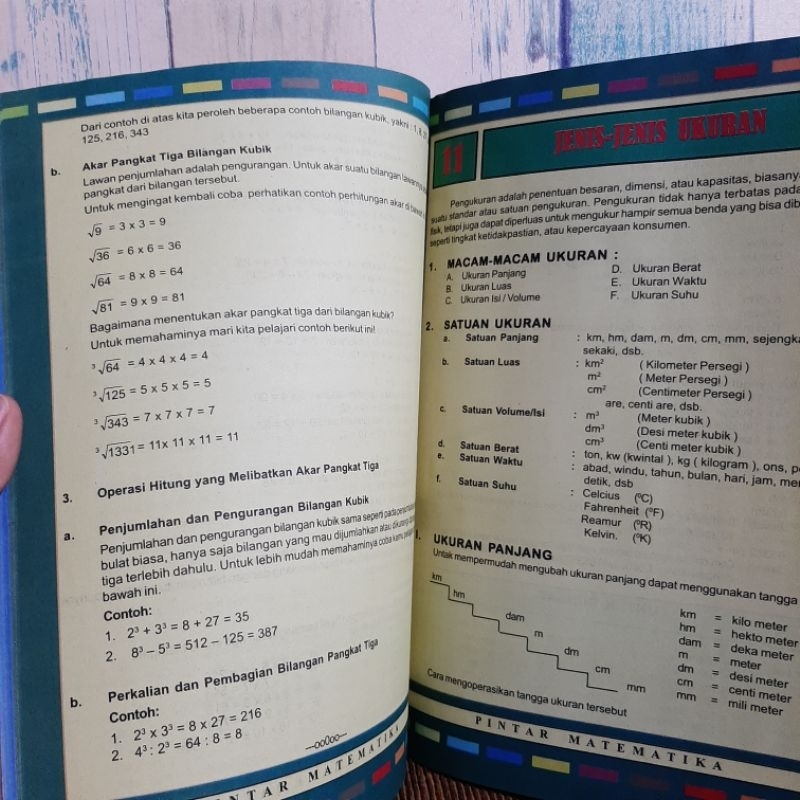 Dari contoh di atas kita peroleh beberapa contoh bilangan kubik, yakni : 1, 8,
125, 216, 343
b. Akar Pangkat Tiga Bilangan Kubik
Lawan penjumlahan adalah pengurangan. Untuk akar suatu bilangan lawannya
pangkat dari bilangan tersebut.
Untuk mengingat kembali coba perhatikan contoh perhitungan akar di bawah
√9 = 3 x 3 = 9
√36 = 6 x 6 = 36
√64 = 8 x 8 = 64
√81 = 9 x 9 = 81
Bagaimana menentukan akar pangkat tiga dari bilangan kubik?
Untuk memahaminya mari kita pelajari contoh berikut ini!
³√64 = 4 x 4 x 4 = 4
³√125 = 5 x 5 x 5 = 5
³√343 = 7 x 7 x 7 = 7
³√1331 = 11x 11 x 11 = 11
3. Operasi Hitung yang Melibatkan Akar Pangkat Tiga
a. Penjumlahan dan Pengurangan Bilangan Kubik
Penjumlahan dan pengurangan bilangan kubik sama seperti pada
bulat biasa, hanya saja bilangan yang mau dijumlahkan atau dikurang
tiga terlebih dahulu. Untuk lebih mudah memahaminya coba kamu
bawah ini.
Contoh:
1. 2³ + 3³ = 8 + 27 = 35
2. 8³ – 5³ = 512 – 125 = 387
b. Perkalian dan Pembagian Bilangan Pangkat Tiga
Contoh:
1. 2³ x 3³ = 8 x 27 = 216
2. 4³ : 2³ = 64 : 8 = 8
—oo0oo—
PINTAR MATEMATIKA
11 JENIS-JENIS UKURAN
Pengukuran adalah penentuan besaran, dimensi, atau kapasitas, biasany
suatu standar atau satuan pengukuran. Pengukuran tidak hanya terbatas pada
fisik, tetapi juga dapat diperluas untuk mengukur hampir semua benda yang bisa dib
seperti tingkat ketidakpastian, atau kepercayaan konsumen.
1. MACAM-MACAM UKURAN :
A. Ukuran Panjang D. Ukuran Berat
B. Ukuran Luas E. Ukuran Waktu
C. Ukuran Isi / Volume F. Ukuran Suhu
2. SATUAN UKURAN
a. Satuan Panjang : km, hm, dam, m, dm, cm, mm, sejengka
sekaki, dsb.
b. Satuan Luas : km² ( Kilometer Persegi )
m² ( Meter Persegi )
cm² (Centimeter Persegi )
are, centi are, dsb.
c. Satuan Volume/Isi : m³ (Meter kubik )
dm³ (Desi meter kubik )
cm³ (Centi meter kubik )
d. Satuan Berat : ton, kw (kwintal ), kg ( kilogram ), ons, p
e. Satuan Waktu : abad, windu, tahun, bulan, hari, jam, me
detik, dsb
f. Satuan Suhu : Celcius (ºC)
Fahrenheit (ºF)
Reamur (ºR)
Kelvin. (ºK)
UKURAN PANJANG
Untuk mempermudah mengubah ukuran panjang dapat menggunakan tangga
km
hm
dam
m
dm
cm
mm
km = kilo meter
hm = hekto meter
dam = deka meter
m = meter
dm = desi meter
cm = centi meter
mm = mili meter
Cara mengoperasikan tangga ukuran tersebut
PINTAR MATEMATIKA